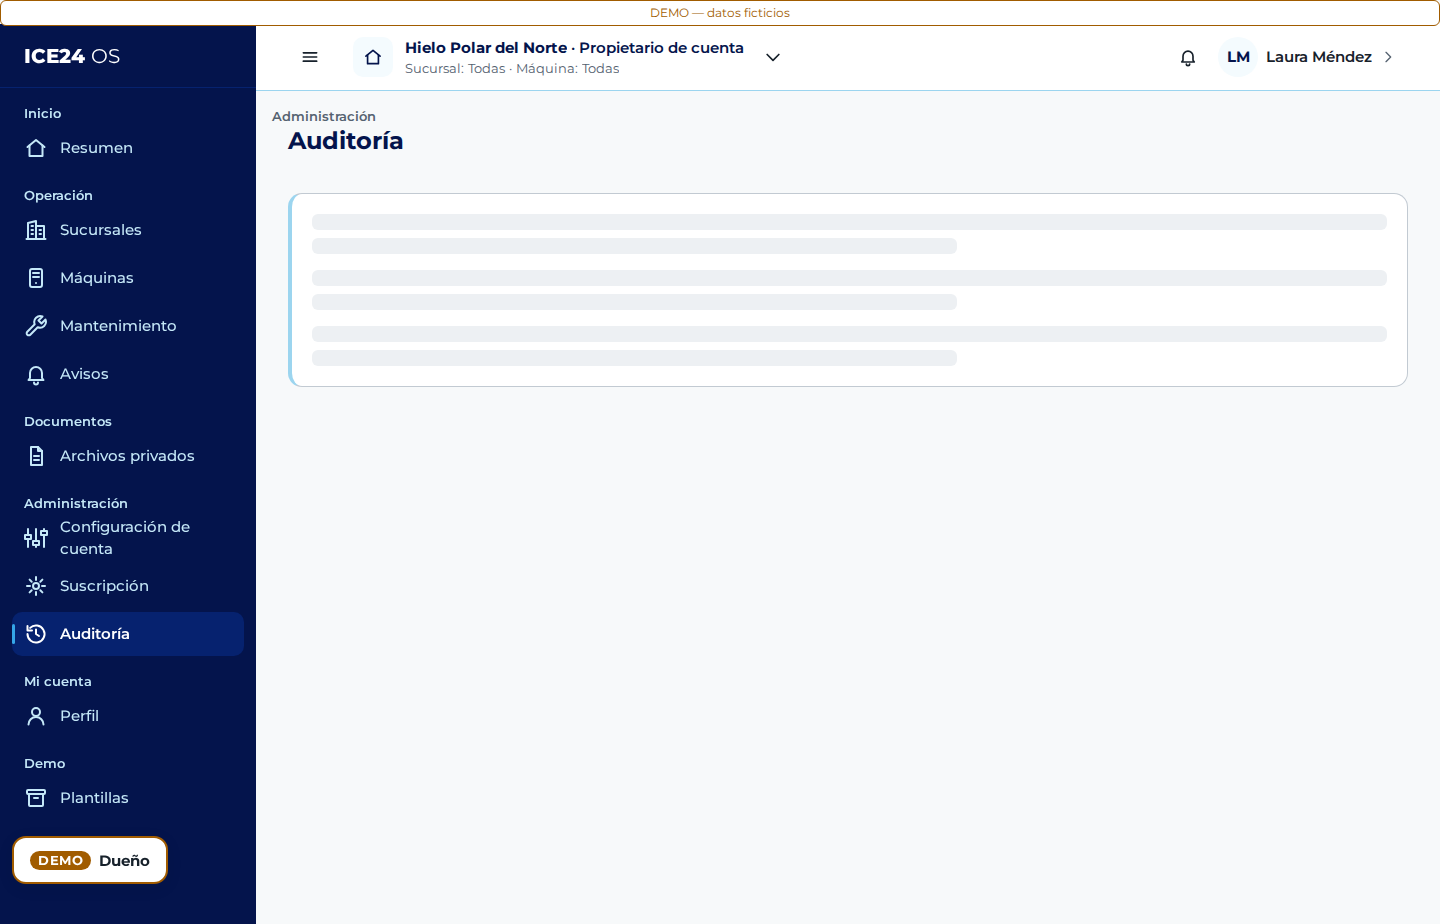 DEMO — datos ficticios
ICE24 OS
Hielo Polar del Norte · Propietario de cuenta
Sucursal: Todas · Máquina: Todas
LM Laura Méndez
Inicio
Resumen
Operación
Sucursales
Máquinas
Mantenimiento
Avisos
Documentos
Archivos privados
Administración
Configuración de
cuenta
Suscripción
Auditoría
Mi cuenta
Perfil
Demo
Plantillas
DEMO Dueño
Administración
Auditoría